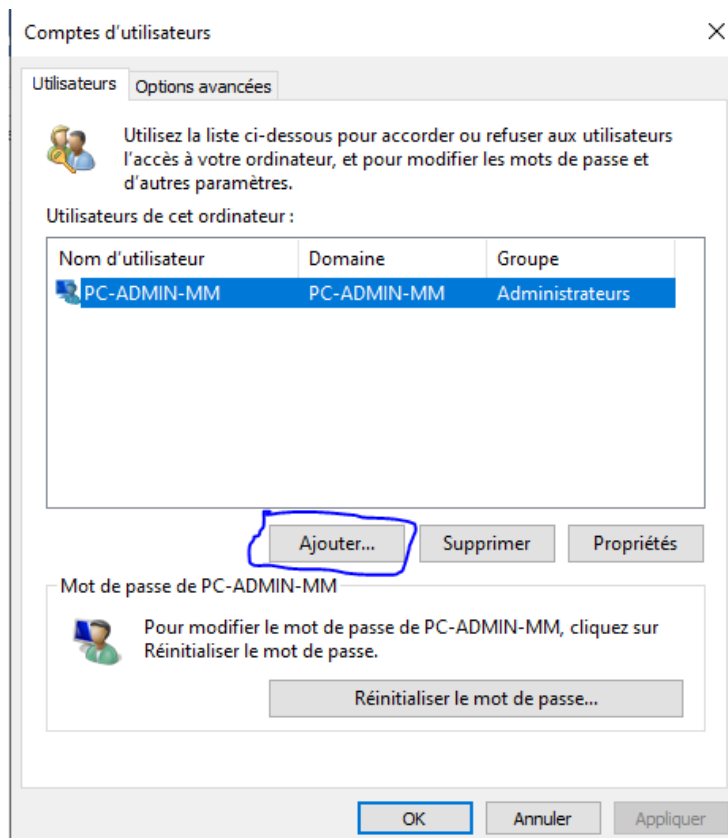 Comptes d'utilisateurs
Utilisateurs
Options avancées
Utilisez la liste ci-dessous pour accorder ou refuser aux utilisateurs
l'accès à votre ordinateur, et pour modifier les mots de passe et
d'autres paramètres.
Utilisateurs de cet ordinateur :
Nom d'utilisateur Domaine Groupe
PC-ADMIN-MM PC-ADMIN-MM Administrateurs
Ajouter... Supprimer Propriétés
Mot de passe de PC-ADMIN-MM
Pour modifier le mot de passe de PC-ADMIN-MM, cliquez sur
Réinitialiser le mot de passe.
Réinitialiser le mot de passe...
OK Annuler Appliquer